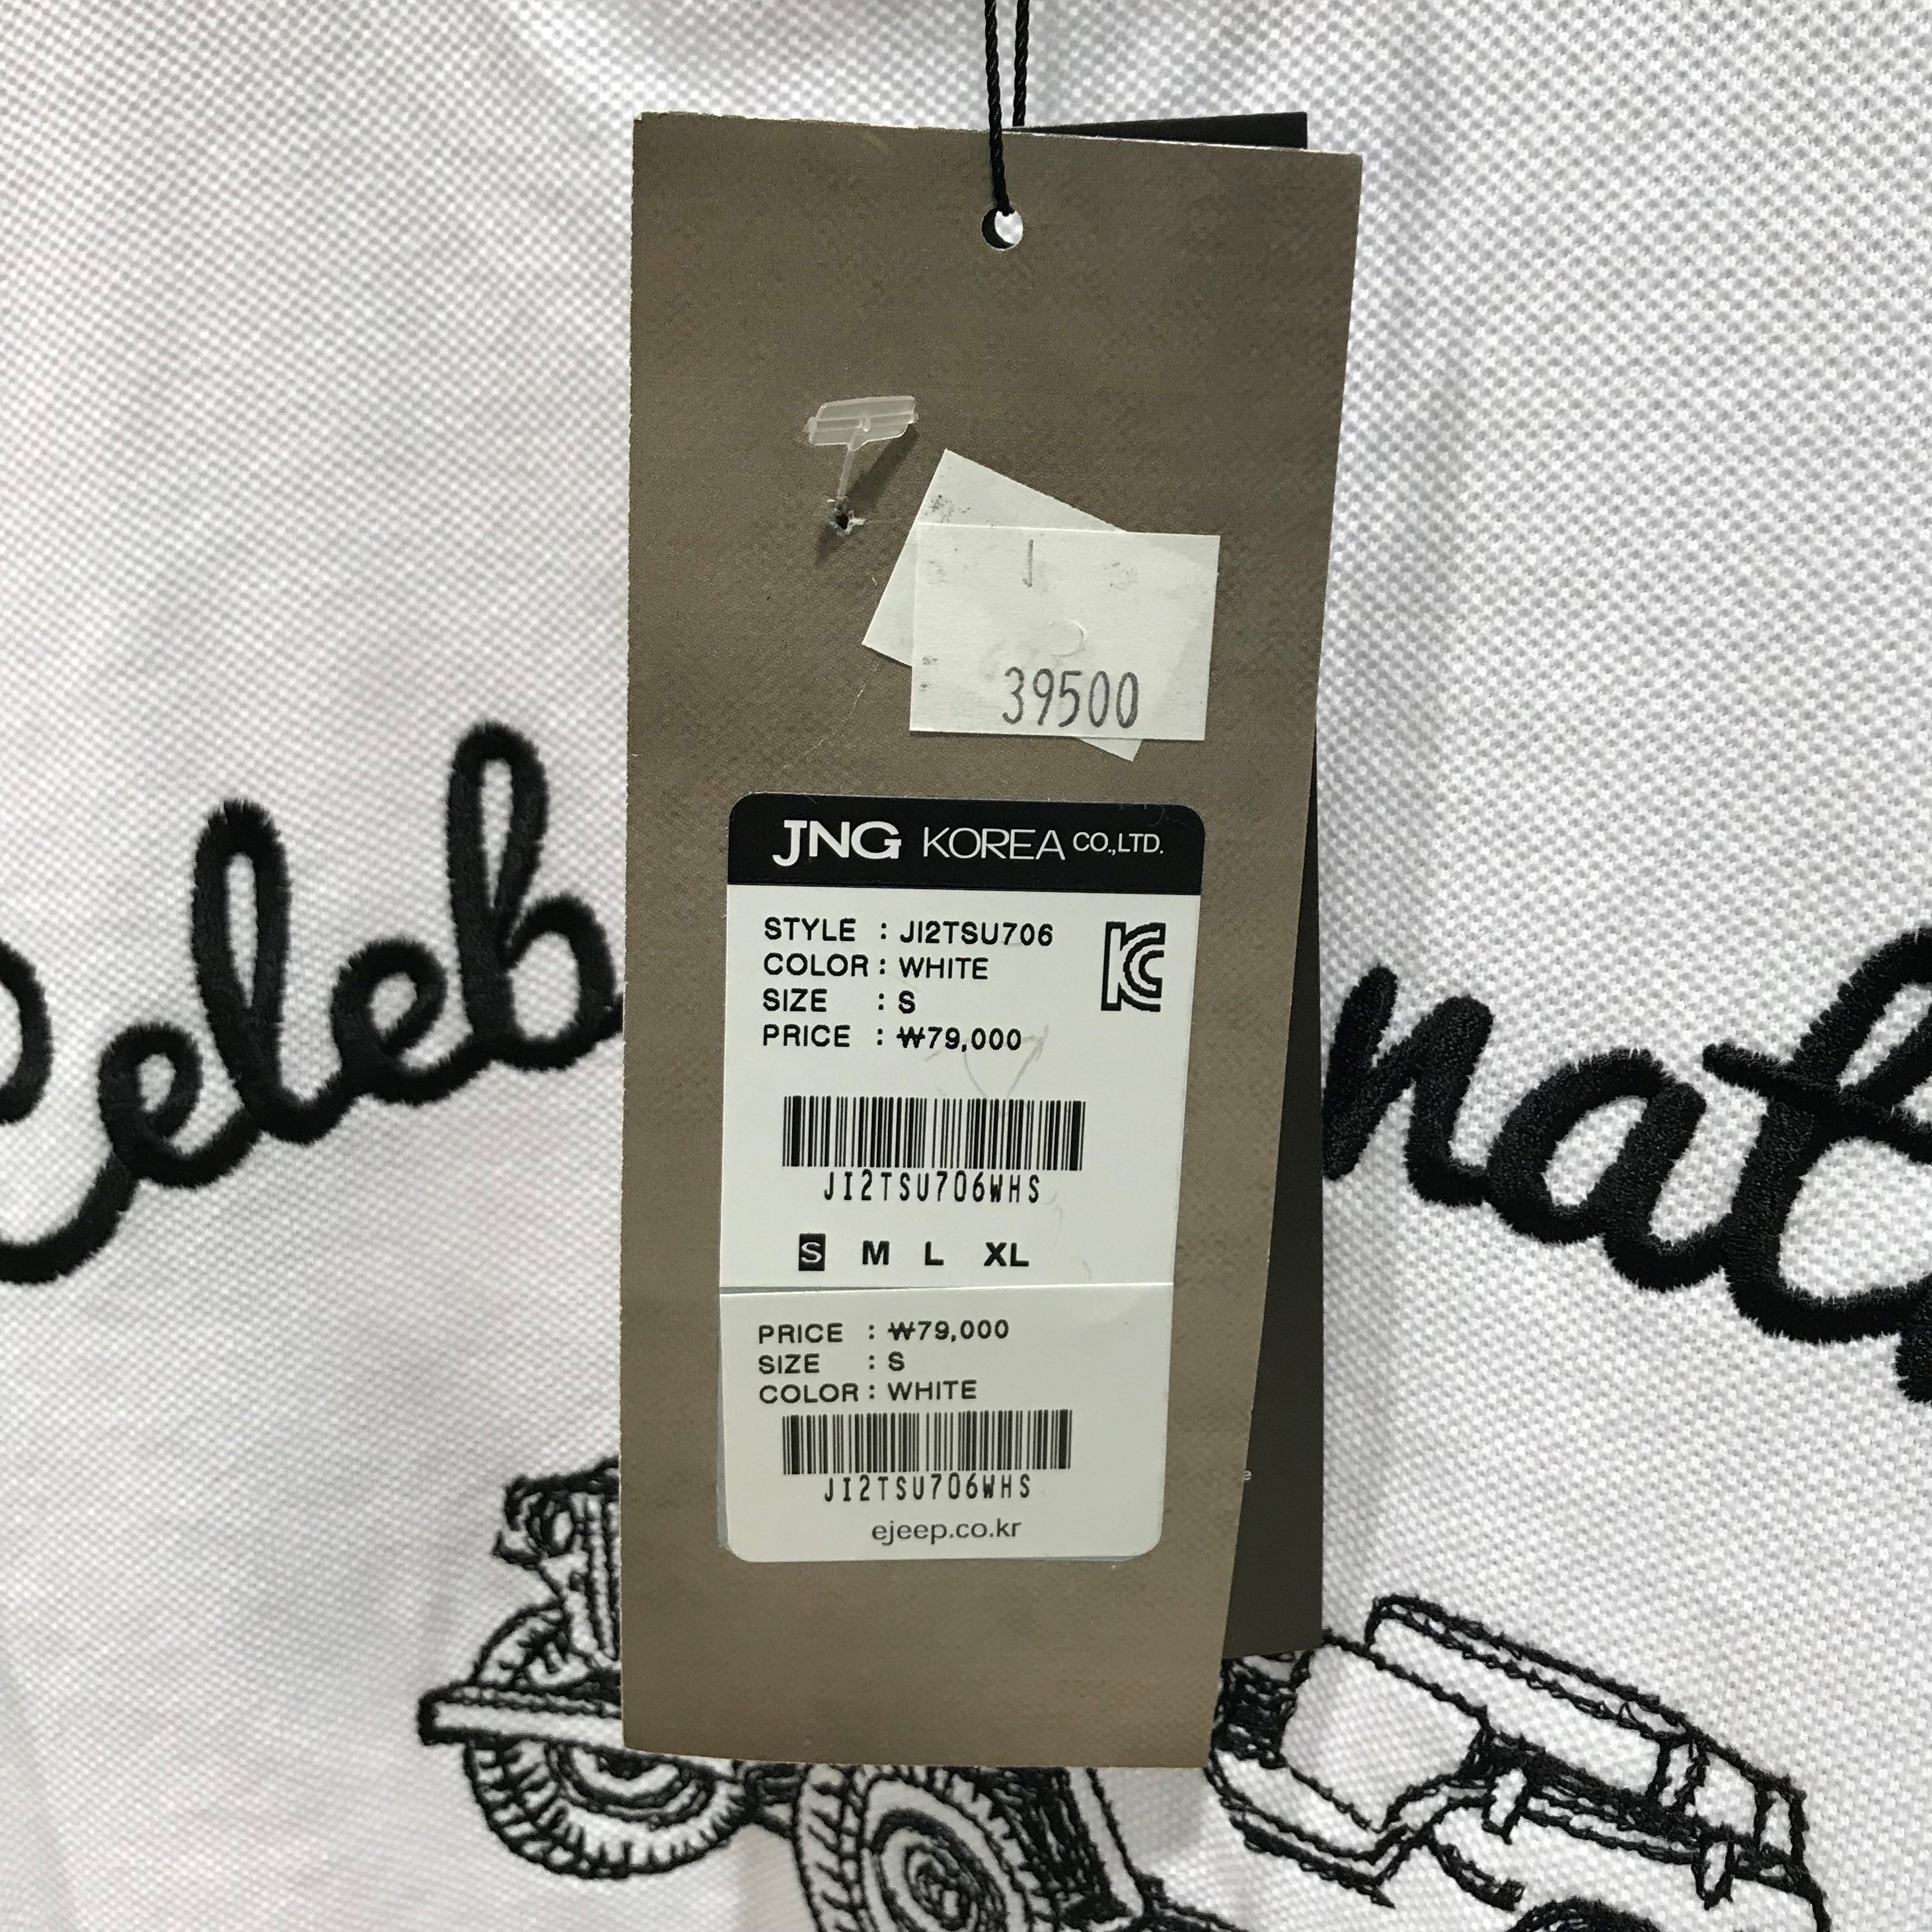 J
39500
JNG KOREA CO.,LTD.
STYLE : JI2TSU706
COLOR : WHITE
SIZE : S
PRICE : ₩79,000
JI2TSU706WHS
S M L XL
PRICE : ₩79,000
SIZE : S
COLOR : WHITE
JI2TSU706WHS
ejeep.co.kr